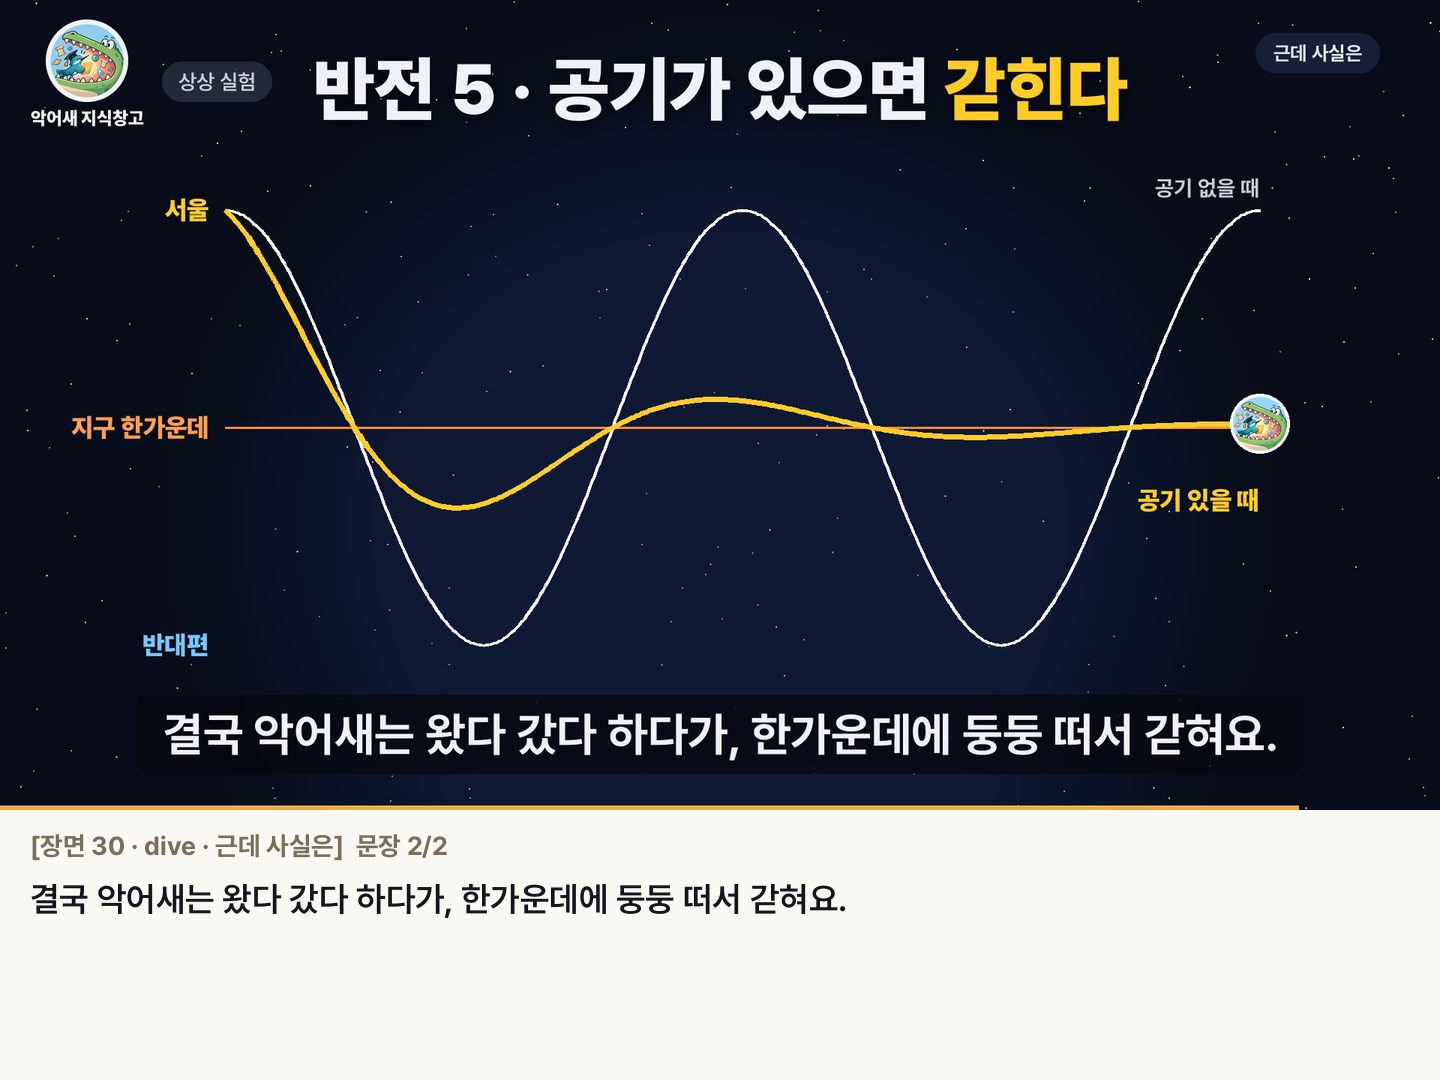 악어새 지식창고
상상 실험
반전 5 · 공기가 있으면 갇힌다
근데 사실은
공기 없을 때
서울
지구 한가운데
공기 있을 때
반대편
결국 악어새는 왔다 갔다 하다가, 한가운데에 둥둥 떠서 갇혀요.
[장면 30 · dive · 근데 사실은] 문장 2/2
결국 악어새는 왔다 갔다 하다가, 한가운데에 둥둥 떠서 갇혀요.